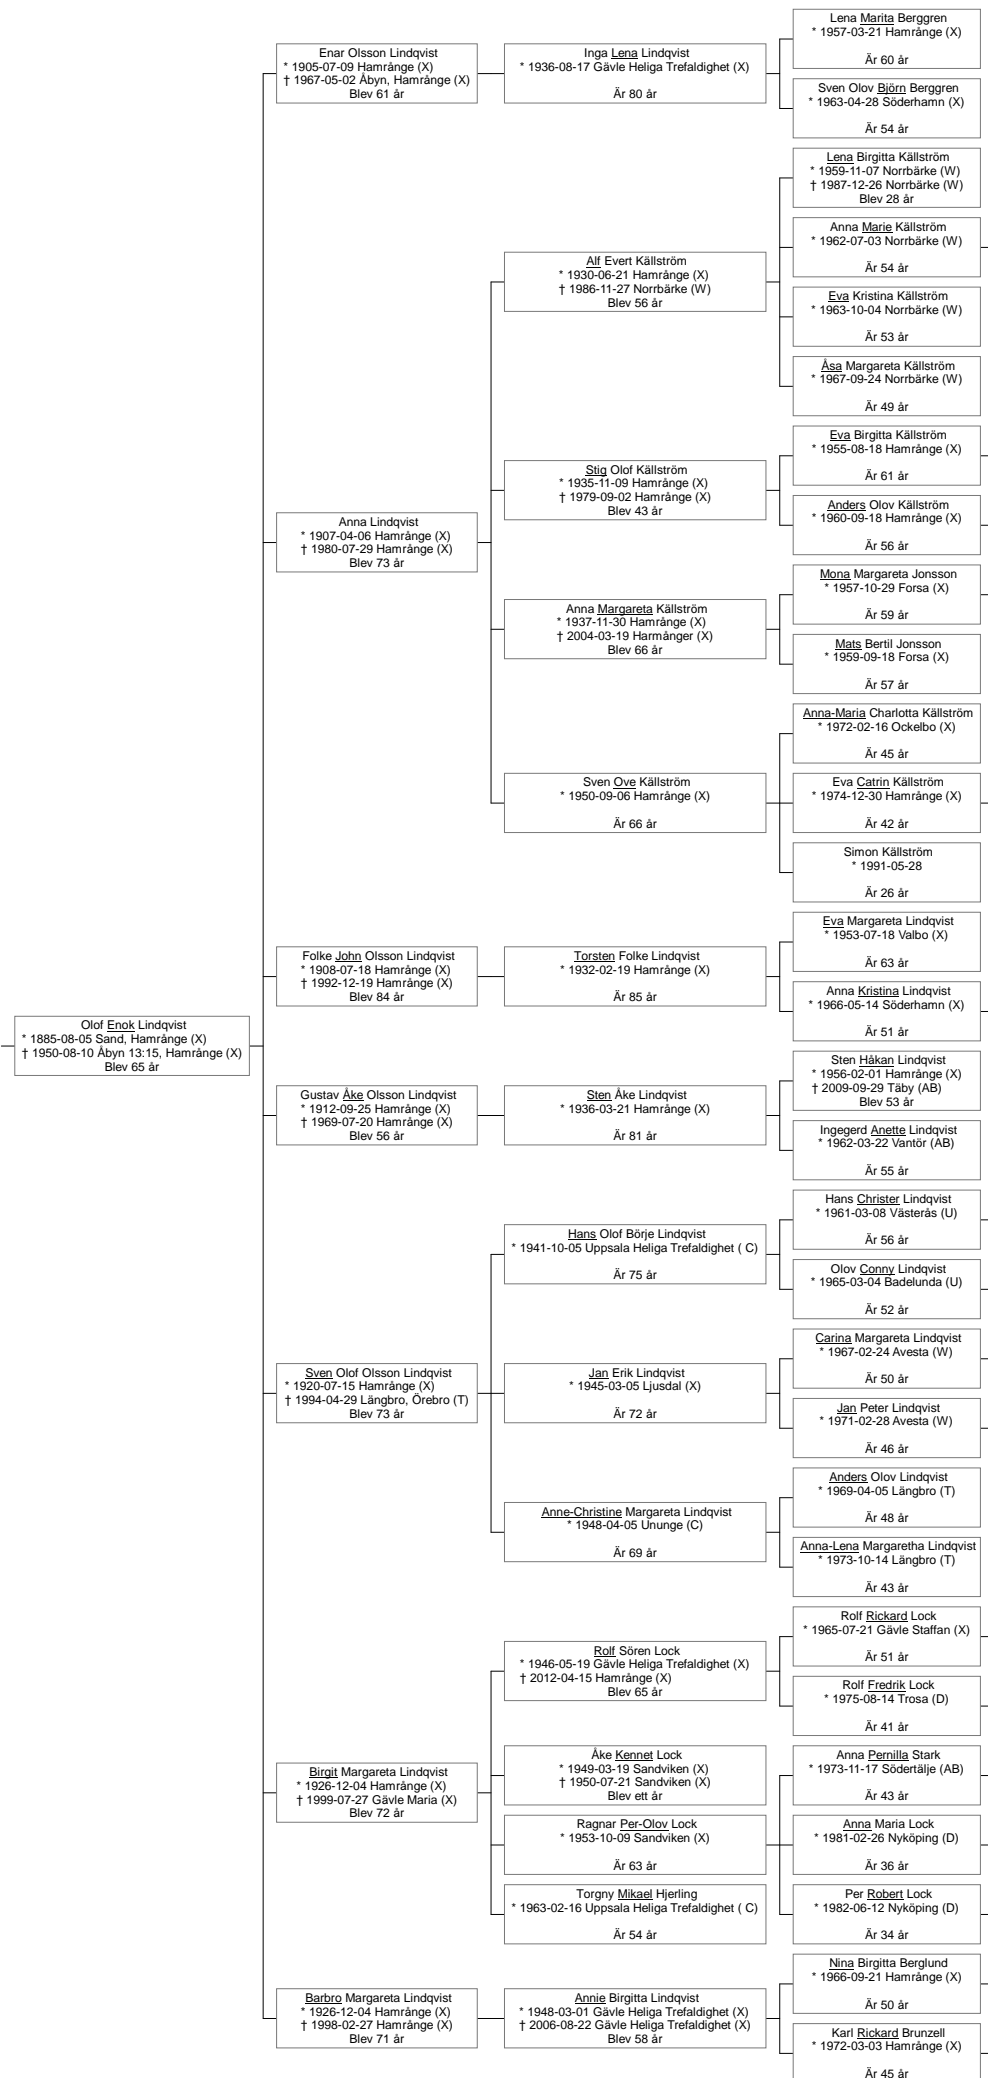 Olof Enok Lindqvist
* 1885-08-05 Sand, Hamrånge (X)
† 1950-08-10 Åbyn 13:15, Hamrånge (X)
Blev 65 år
Enar Olsson Lindqvist
* 1905-07-09 Hamrånge (X)
† 1967-05-02 Åbyn, Hamrånge (X)
Blev 61 år
Anna Lindqvist
* 1907-04-06 Hamrånge (X)
† 1980-07-29 Hamrånge (X)
Blev 73 år
Folke John Olsson Lindqvist
* 1908-07-18 Hamrånge (X)
† 1992-12-19 Hamrånge (X)
Blev 84 år
Gustav Åke Olsson Lindqvist
* 1912-09-25 Hamrånge (X)
† 1969-07-20 Hamrånge (X)
Blev 56 år
Sven Olof Olsson Lindqvist
* 1920-07-15 Hamrånge (X)
† 1994-04-29 Längbro, Örebro (T)
Blev 73 år
Birgit Margareta Lindqvist
* 1926-12-04 Hamrånge (X)
† 1999-07-27 Gävle Maria (X)
Blev 72 år
Barbro Margareta Lindqvist
* 1926-12-04 Hamrånge (X)
† 1998-02-27 Hamrånge (X)
Blev 71 år
Inga Lena Lindqvist
* 1936-08-17 Gävle Heliga Trefaldighet (X)
Är 80 år
Alf Evert Källström
* 1930-06-21 Hamrånge (X)
† 1986-11-27 Norrbärke (W)
Blev 56 år
Stig Olof Källström
* 1935-11-09 Hamrånge (X)
† 1979-09-02 Hamrånge (X)
Blev 43 år
Anna Margareta Källström
* 1937-11-30 Hamrånge (X)
† 2004-03-19 Harmånger (X)
Blev 66 år
Sven Ove Källström
* 1950-09-06 Hamrånge (X)
Är 66 år
Torsten Folke Lindqvist
* 1932-02-19 Hamrånge (X)
Är 85 år
Sten Åke Lindqvist
* 1936-03-21 Hamrånge (X)
Är 81 år
Hans Olof Börje Lindqvist
* 1941-10-05 Uppsala Heliga Trefaldighet ( C)
Är 75 år
Jan Erik Lindqvist
* 1945-03-05 Ljusdal (X)
Är 72 år
Anne-Christine Margareta Lindqvist
* 1948-04-05 Ununge (C)
Är 69 år
Rolf Sören Lock
* 1946-05-19 Gävle Heliga Trefaldighet (X)
† 2012-04-15 Hamrånge (X)
Blev 65 år
Åke Kennet Lock
* 1949-03-19 Sandviken (X)
† 1950-07-21 Sandviken (X)
Blev ett år
Ragnar Per-Olov Lock
* 1953-10-09 Sandviken (X)
Är 63 år
Torgny Mikael Hjerling
* 1963-02-16 Uppsala Heliga Trefaldighet ( C)
Är 54 år
Annie Birgitta Lindqvist
* 1948-03-01 Gävle Heliga Trefaldighet (X)
† 2006-08-22 Gävle Heliga Trefaldighet (X)
Blev 58 år
Lena Marita Berggren
* 1957-03-21 Hamrånge (X)
Är 60 år
Sven Olov Björn Berggren
* 1963-04-28 Söderhamn (X)
Är 54 år
Lena Birgitta Källström
* 1959-11-07 Norrbärke (W)
† 1987-12-26 Norrbärke (W)
Blev 28 år
Anna Marie Källström
* 1962-07-03 Norrbärke (W)
Är 54 år
Eva Kristina Källström
* 1963-10-04 Norrbärke (W)
Är 53 år
Åsa Margareta Källström
* 1967-09-24 Norrbärke (W)
Är 49 år
Eva Birgitta Källström
* 1955-08-18 Hamrånge (X)
Är 61 år
Anders Olov Källström
* 1960-09-18 Hamrånge (X)
Är 56 år
Mona Margareta Jonsson
* 1957-10-29 Forsa (X)
Är 59 år
Mats Bertil Jonsson
* 1959-09-18 Forsa (X)
Är 57 år
Anna-Maria Charlotta Källström
* 1972-02-16 Ockelbo (X)
Är 45 år
Eva Catrin Källström
* 1974-12-30 Hamrånge (X)
Är 42 år
Simon Källström
* 1991-05-28
Är 26 år
Eva Margareta Lindqvist
* 1953-07-18 Valbo (X)
Är 63 år
Anna Kristina Lindqvist
* 1966-05-14 Söderhamn (X)
Är 51 år
Sten Håkan Lindqvist
* 1956-02-01 Hamrånge (X)
† 2009-09-29 Täby (AB)
Blev 53 år
Ingegerd Anette Lindqvist
* 1962-03-22 Vantör (AB)
Är 55 år
Hans Christer Lindqvist
* 1961-03-08 Västerås (U)
Är 56 år
Olov Conny Lindqvist
* 1965-03-04 Badelunda (U)
Är 52 år
Carina Margareta Lindqvist
* 1967-02-24 Avesta (W)
Är 50 år
Jan Peter Lindqvist
* 1971-02-28 Avesta (W)
Är 46 år
Anders Olov Lindqvist
* 1969-04-05 Längbro (T)
Är 48 år
Anna-Lena Margaretha Lindqvist
* 1973-10-14 Längbro (T)
Är 43 år
Rolf Rickard Lock
* 1965-07-21 Gävle Staffan (X)
Är 51 år
Rolf Fredrik Lock
* 1975-08-14 Trosa (D)
Är 41 år
Anna Pernilla Stark
* 1973-11-17 Södertälje (AB)
Är 43 år
Anna Maria Lock
* 1981-02-26 Nyköping (D)
Är 36 år
Per Robert Lock
* 1982-06-12 Nyköping (D)
Är 34 år
Nina Birgitta Berglund
* 1966-09-21 Hamrånge (X)
Är 50 år
Karl Rickard Brunzell
* 1972-03-03 Hamrånge (X)
Är 45 år